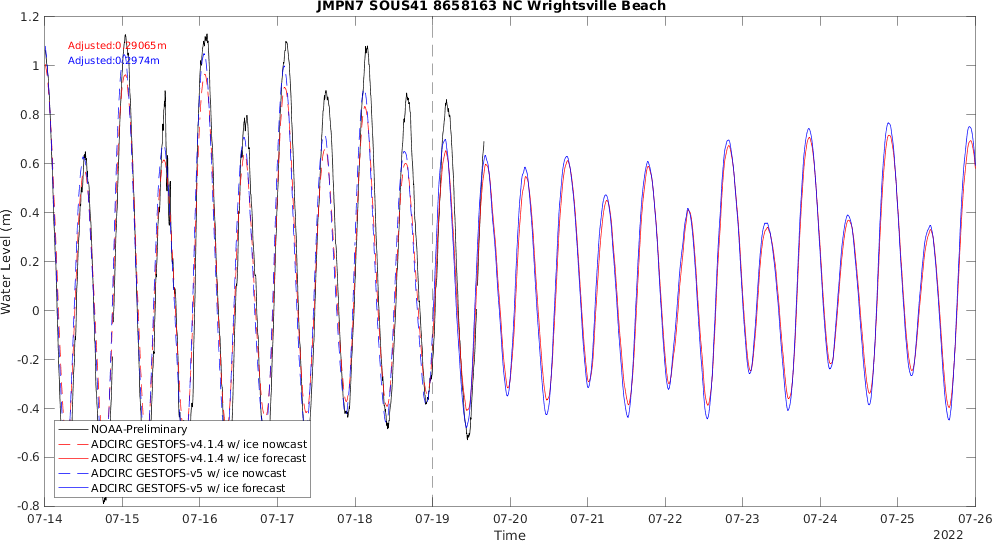 JMPN7 SOUS41 8658163 NC Wrightsville Beach
Adjusted:0.29065m
Adjusted:0.2974m
1.2
1
0.8
0.6
0.4
0.2
0
-0.2
-0.4
-0.6
-0.8
Water Level (m)
NOAA-Preliminary
ADCIRC GESTOFS-v4.1.4 w/ ice nowcast
ADCIRC GESTOFS-v4.1.4 w/ ice forecast
ADCIRC GESTOFS-v5 w/ ice nowcast
ADCIRC GESTOFS-v5 w/ ice forecast
07-14 07-15 07-16 07-17 07-18 07-19 07-20 07-21 07-22 07-23 07-24 07-25 07-26
Time
2022